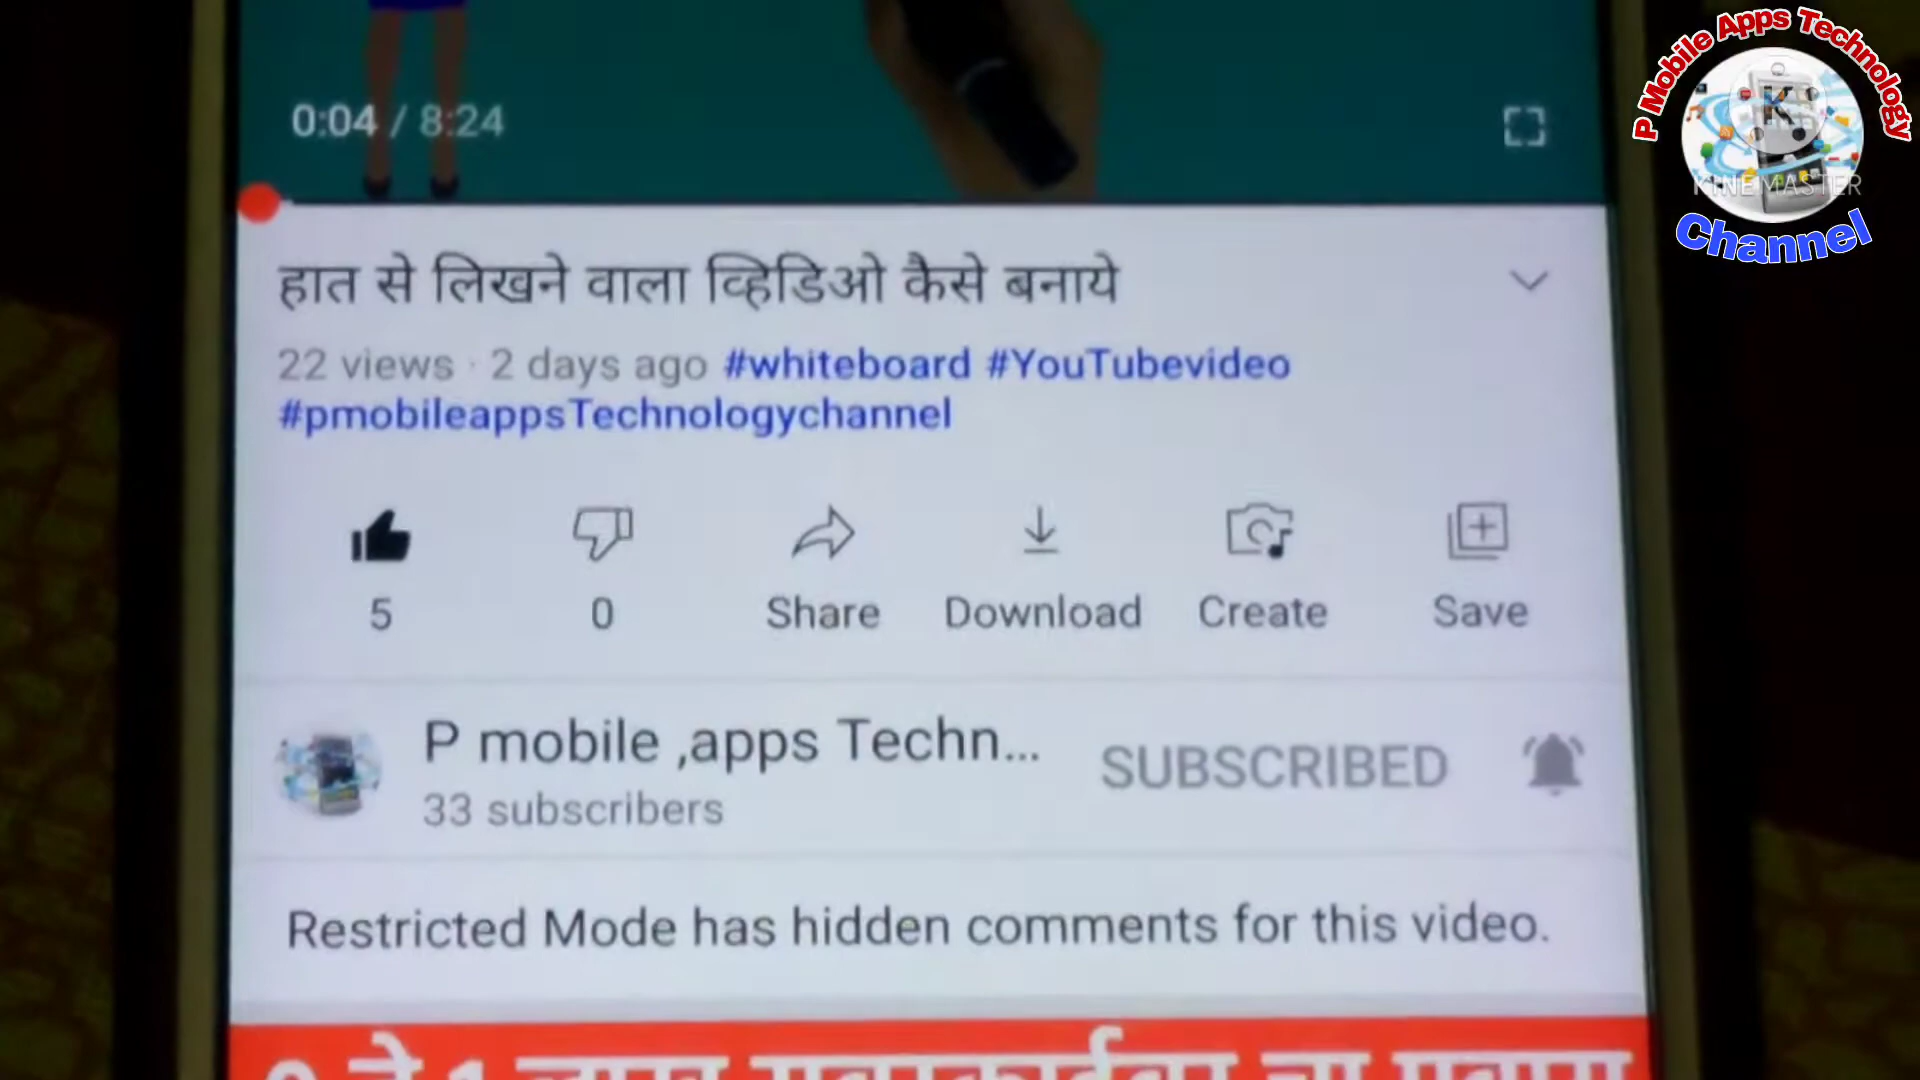 P Mobile Apps Technology
KINEMASTER
Channel
0:04 / 8:24
हात से लिखने वाला व्हिडिओ कैसे बनाये
22 views · 2 days ago #whiteboard #YouTubevideo
#pmobileappsTechnologychannel
5
0
Share
Download
Create
Save
P mobile ,apps Techn...
SUBSCRIBED
33 subscribers
Restricted Mode has hidden comments for this video.